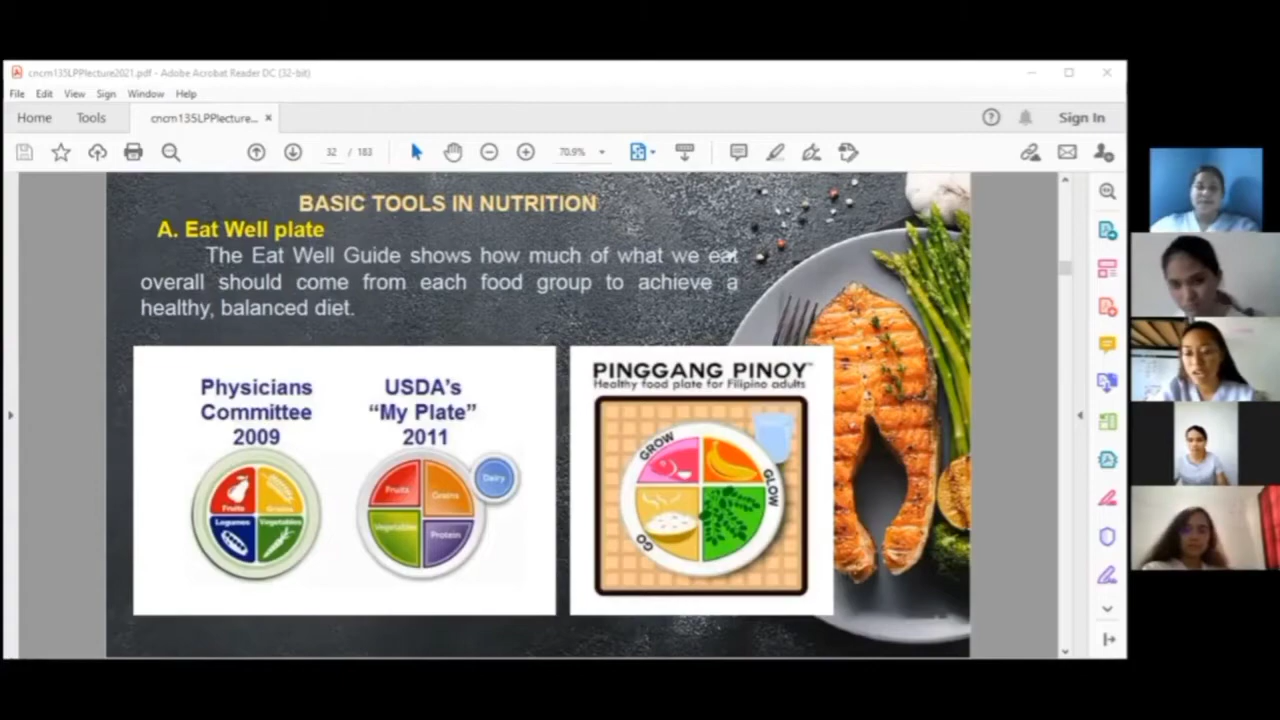 cncm135LPPlecture2021.pdf - Adobe Acrobat Reader DC (32-bit)
File Edit View Sign Window Help
Home Tools cncm135LPPlecture... × Sign In
32 / 183 70.9%
BASIC TOOLS IN NUTRITION
A. Eat Well plate
The Eat Well Guide shows how much of what we eat
overall should come from each food group to achieve a
healthy, balanced diet.
Physicians
Committee
2009
Fruits Grains
Legumes Vegetables
USDA's
“My Plate”
2011
Dairy
Fruits Grains
Vegetables Protein
PINGGANG PINOY™
Healthy food plate for Filipino adults
GROW
GLOW
GO